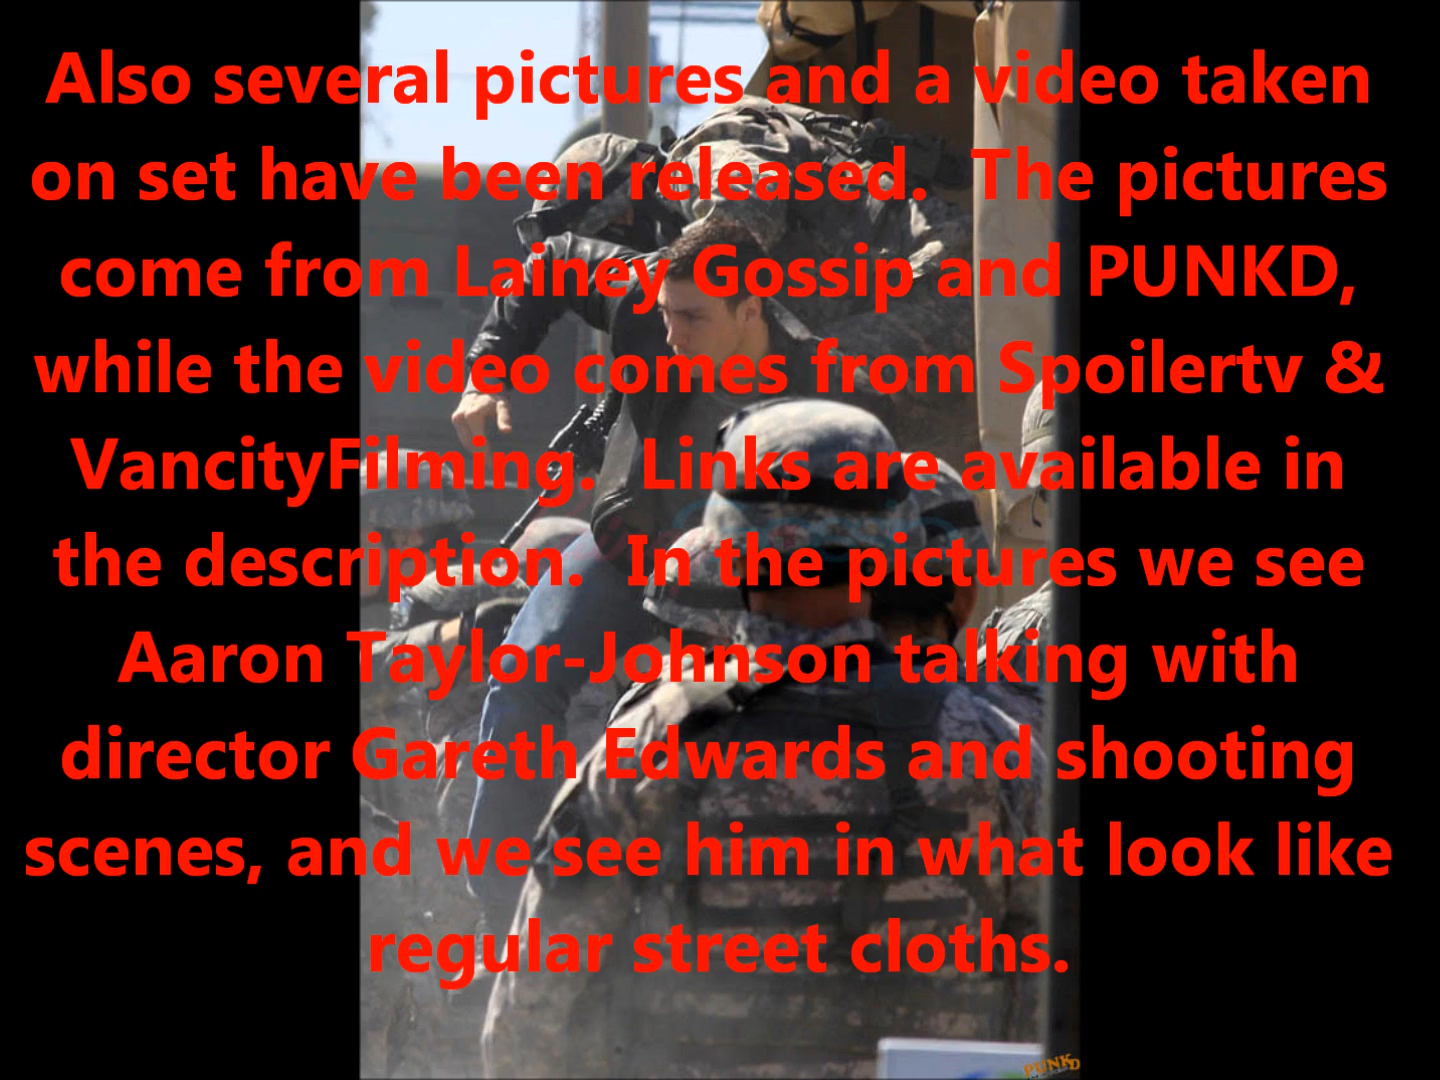 Also several pictures and a video taken
on set have been released.  The pictures
come from Lainey Gossip and PUNKD,
while the video comes from Spoilertv &
VancityFilming.  Links are available in
the description.  In the pictures we see
Aaron Taylor-Johnson talking with
director Gareth Edwards and shooting
scenes, and we see him in what look like
regular street cloths.
PUNKD